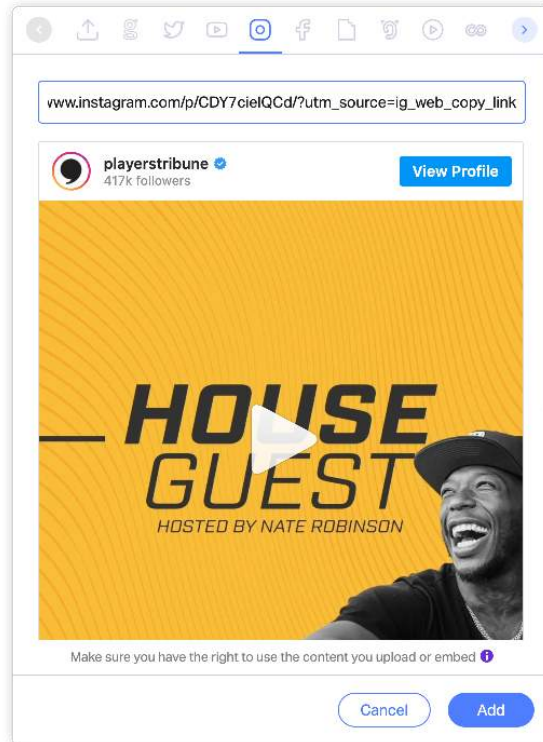 www.instagram.com/p/CDY7cielQCd/?utm_source=ig_web_copy_link
playerstribune
417k followers
View Profile
HOUSE
GUEST
HOSTED BY NATE ROBINSON
Make sure you have the right to use the content you upload or embed
Cancel
Add